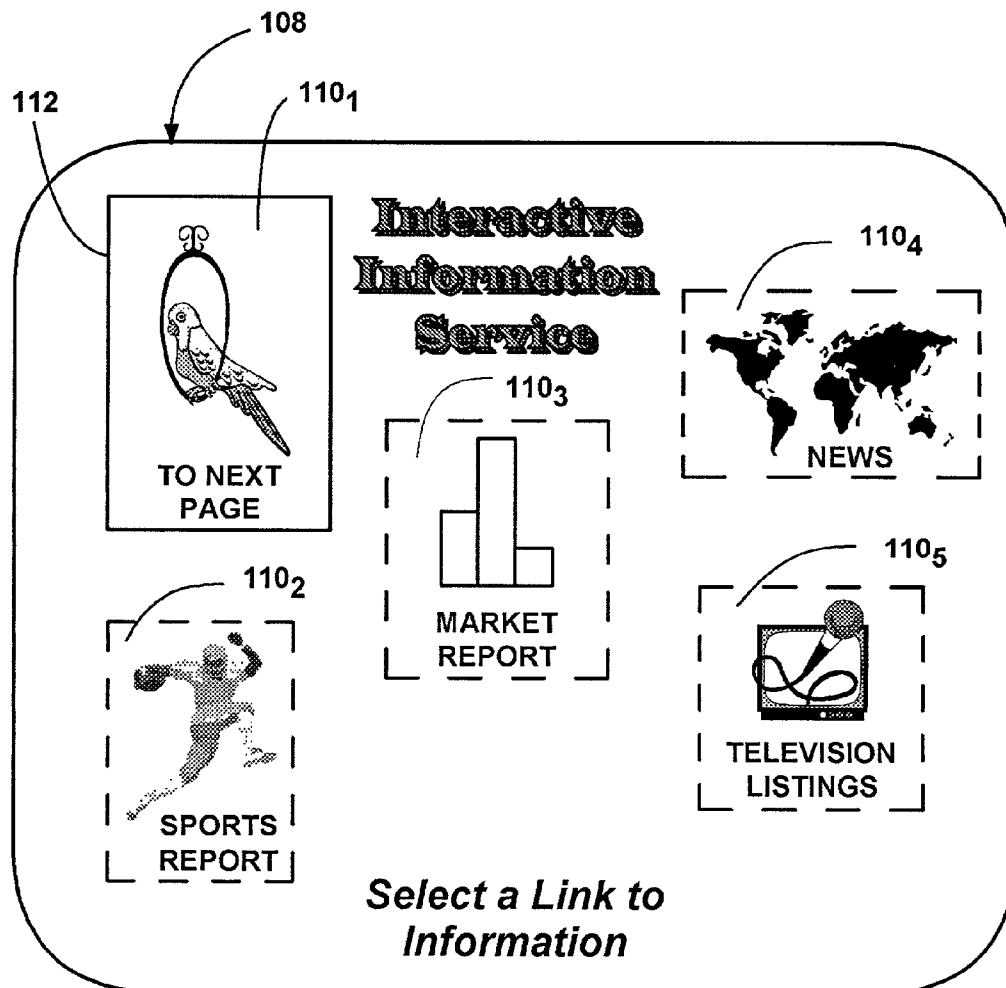 108
112
110₁
Interactive
Information
Service
110₄
110₃
TO NEXT
PAGE
NEWS
110₂
MARKET
REPORT
110₅
SPORTS
REPORT
TELEVISION
LISTINGS
Select a Link to
Information